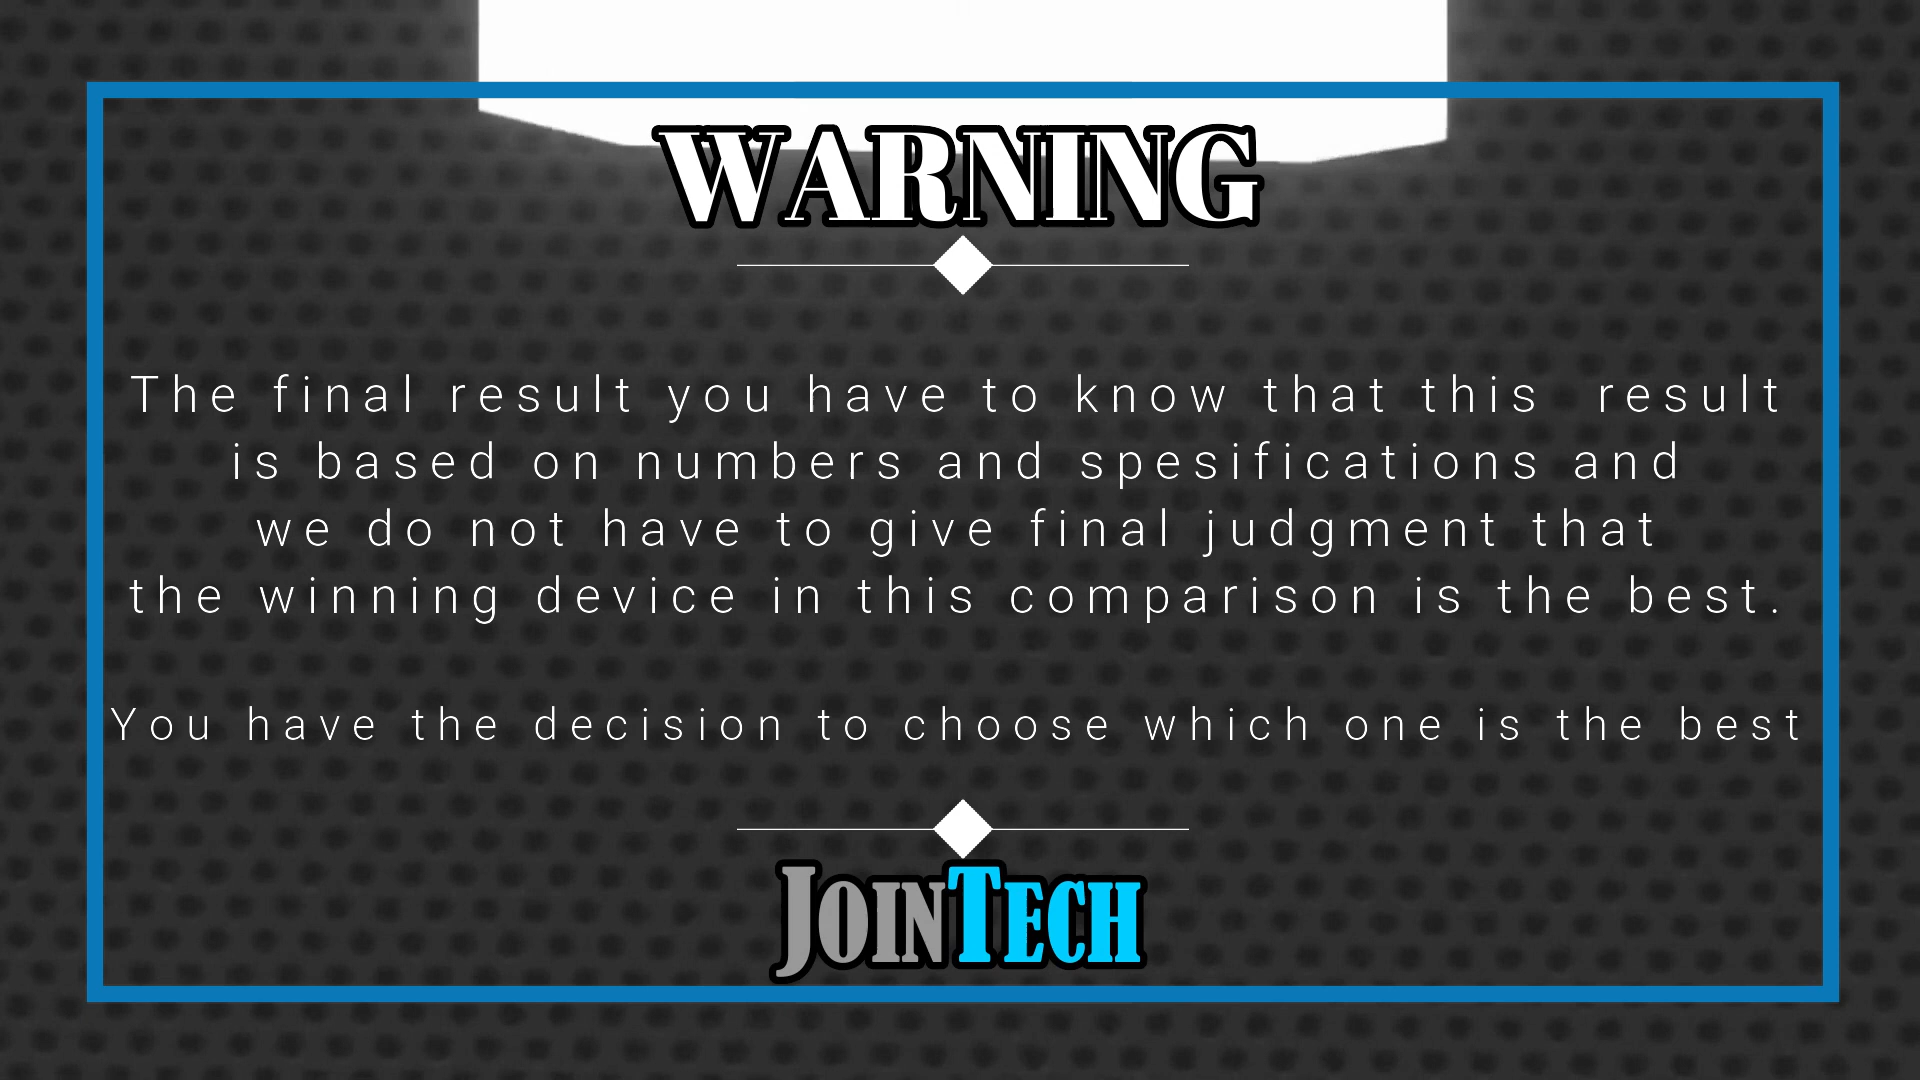 WARNING
The final result you have to know that this result
is based on numbers and spesifications and
we do not have to give final judgment that
the winning device in this comparison is the best.
You have the decision to choose which one is the best
JOINTECH